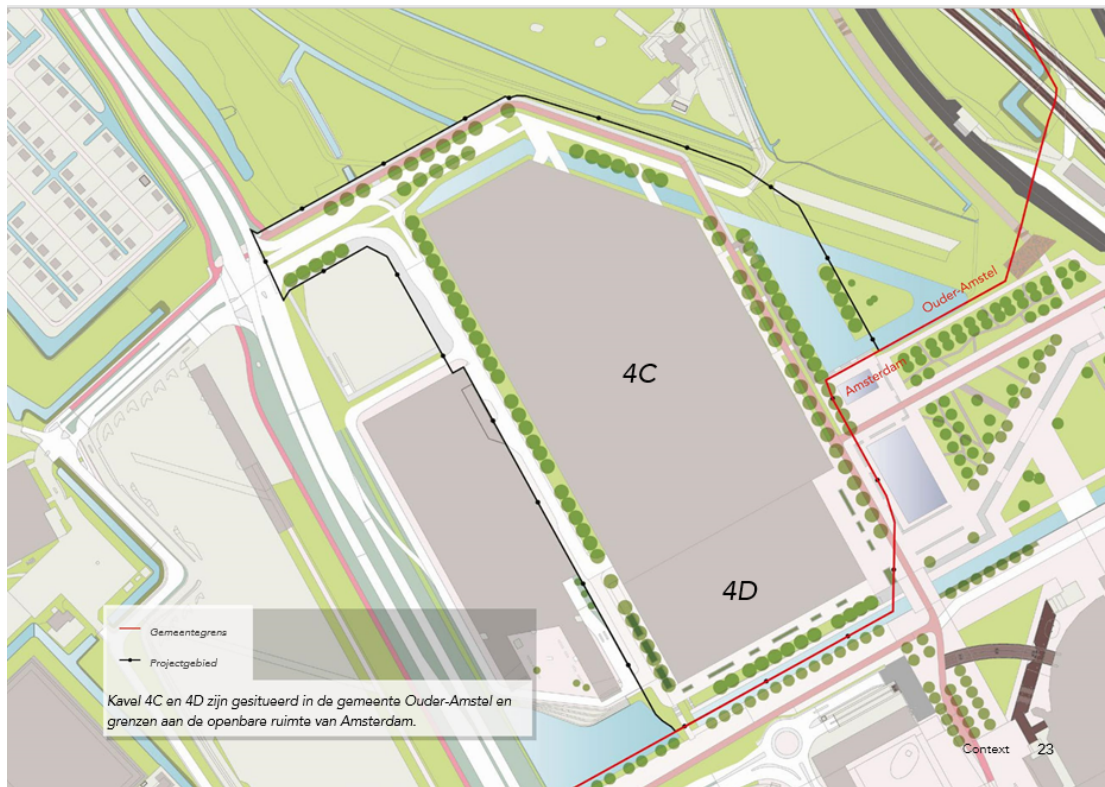 Ouder-Amstel
4C
Amsterdam
4D
Gemeentegrens
Projectgebied
Kavel 4C en 4D zijn gesitueerd in de gemeente Ouder-Amstel en
grenzen aan de openbare ruimte van Amsterdam.
Context 23